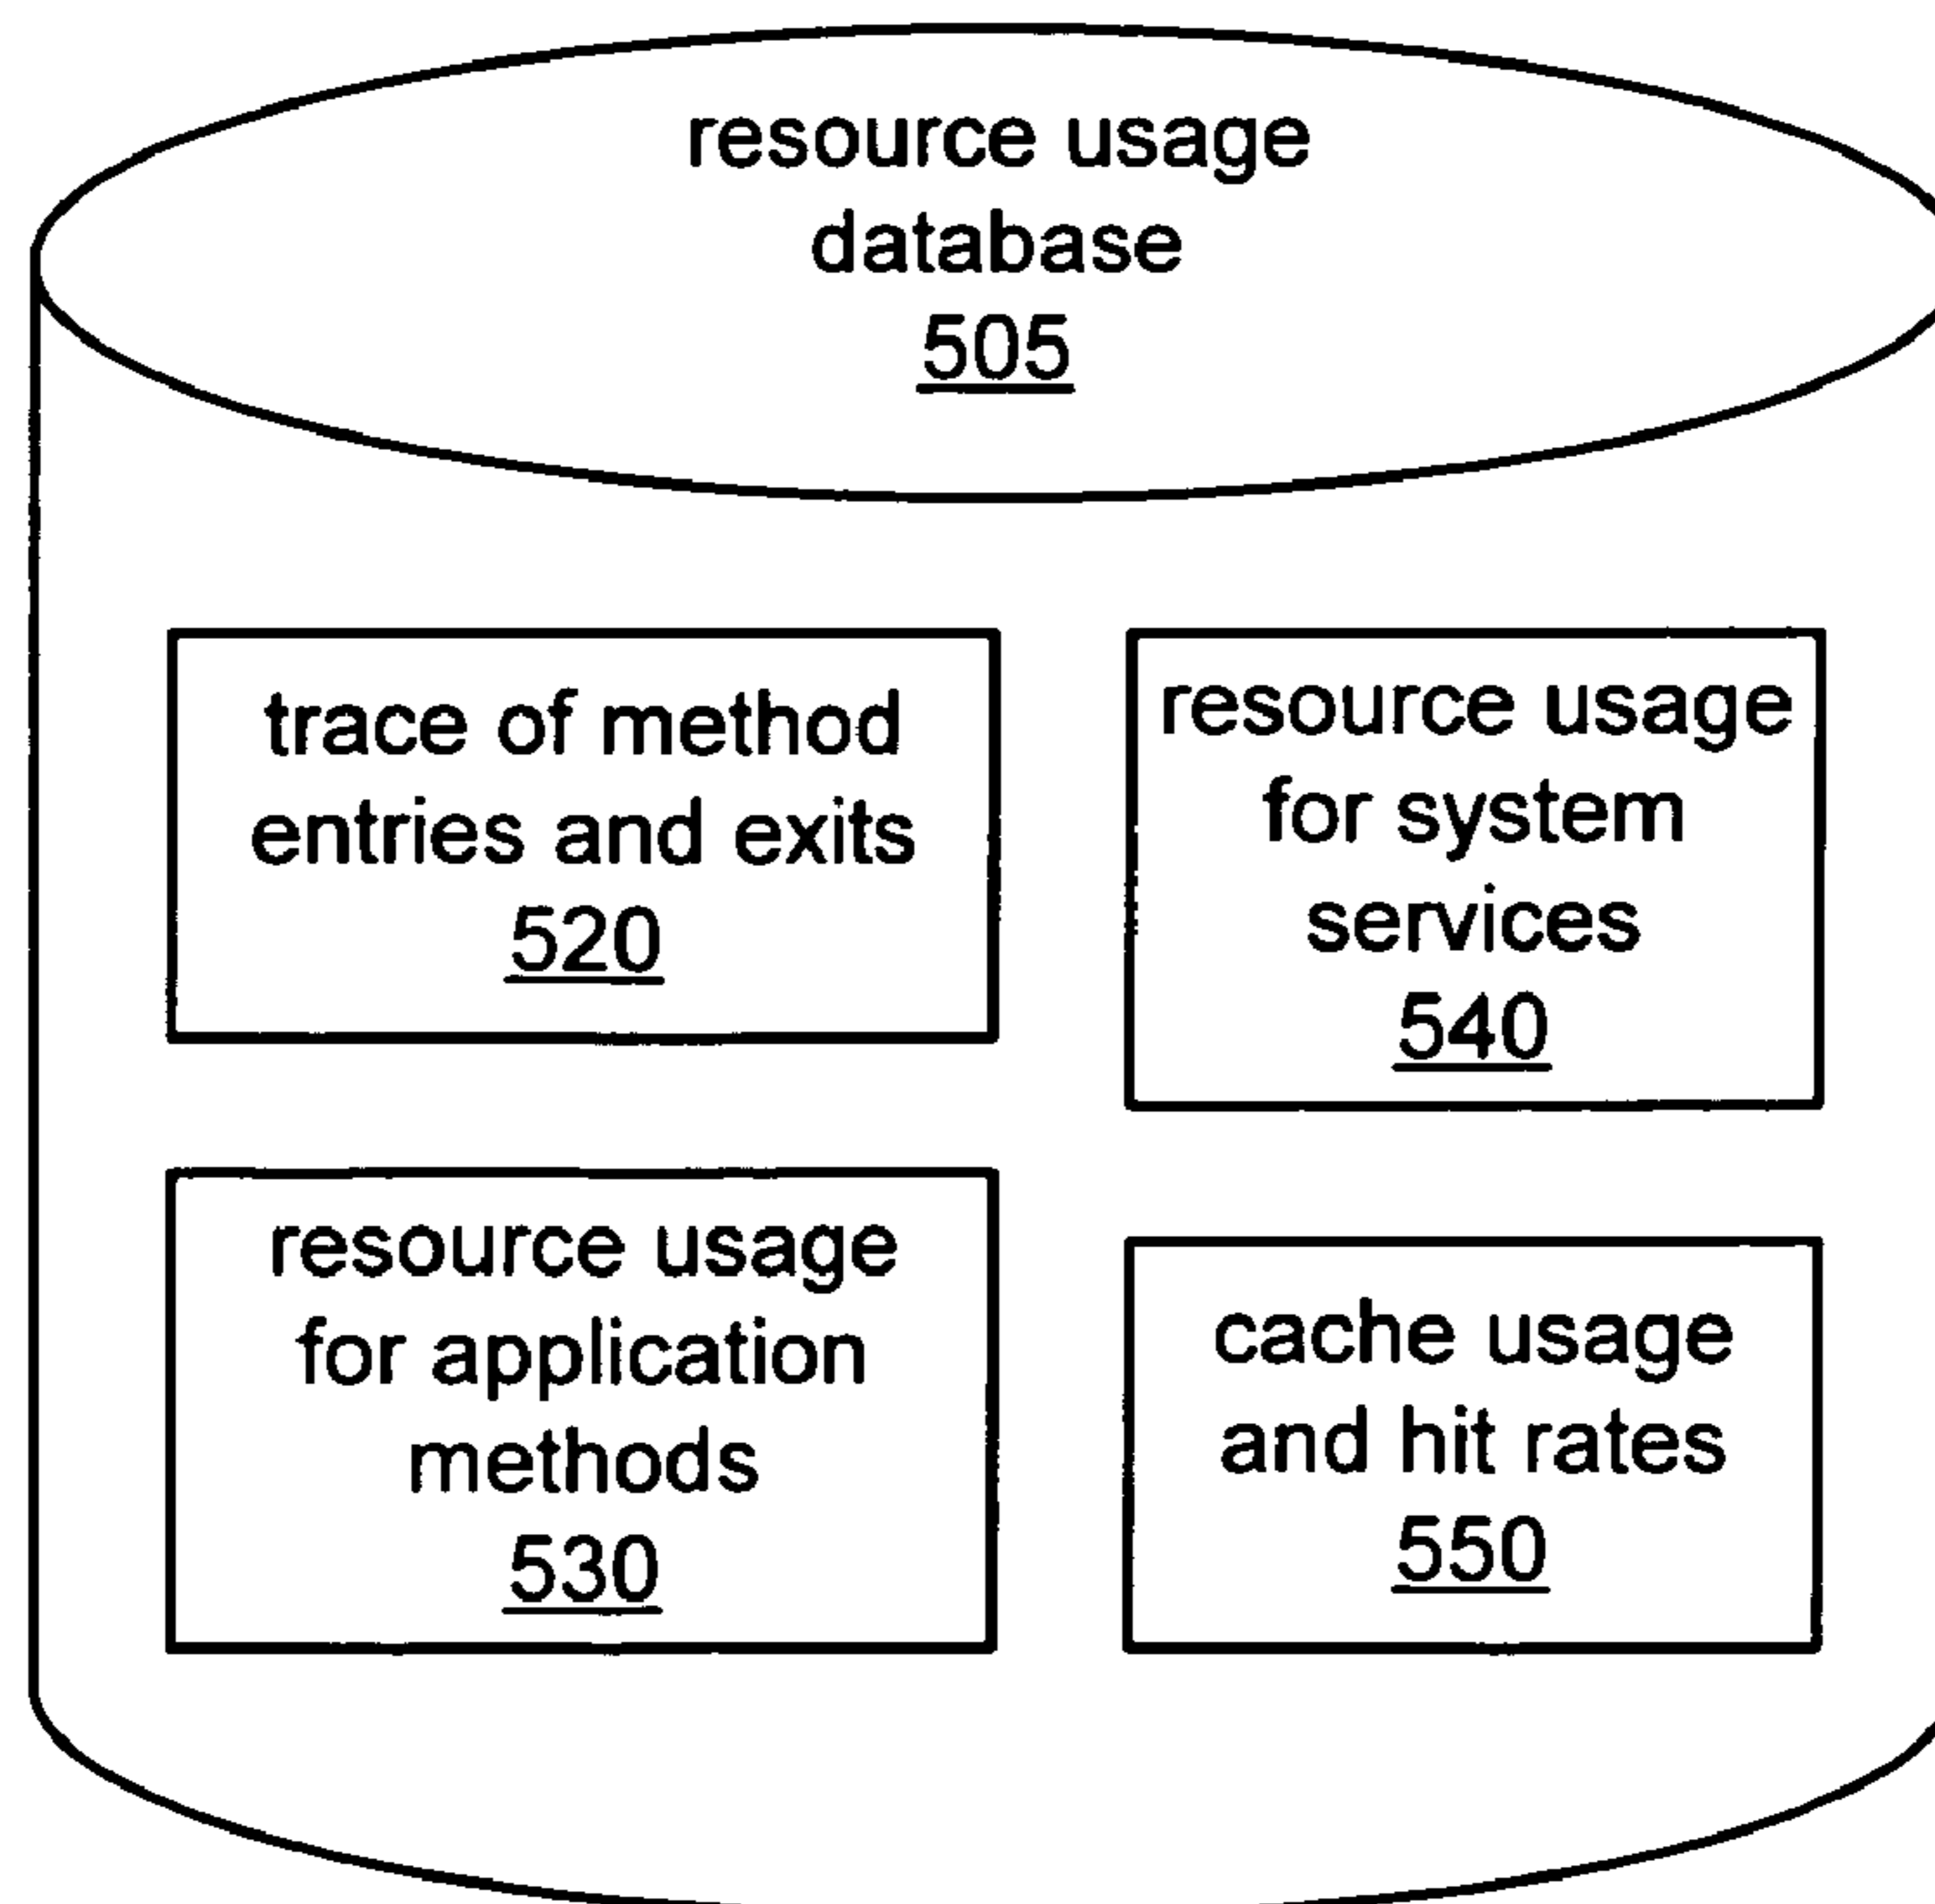 resource usage
database
505
trace of method
entries and exits
520
resource usage
for system
services
540
resource usage
for application
methods
530
cache usage
and hit rates
550